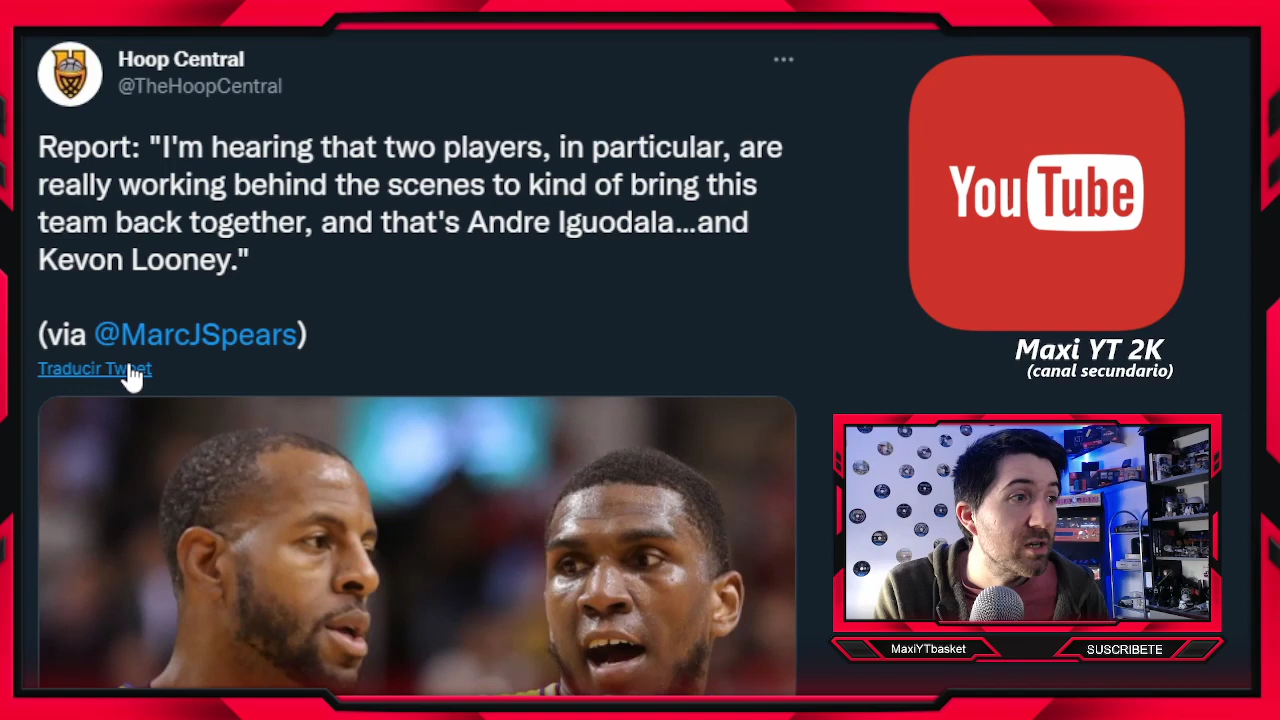 Hoop Central
@TheHoopCentral
Report: "I'm hearing that two players, in particular, are
really working behind the scenes to kind of bring this
team back together, and that's Andre Iguodala...and
Kevon Looney."
(via @MarcJSpears)
Traducir Tweet
YouTube
Maxi YT 2K
(canal secundario)
MaxiYTbasket
SUSCRIBETE